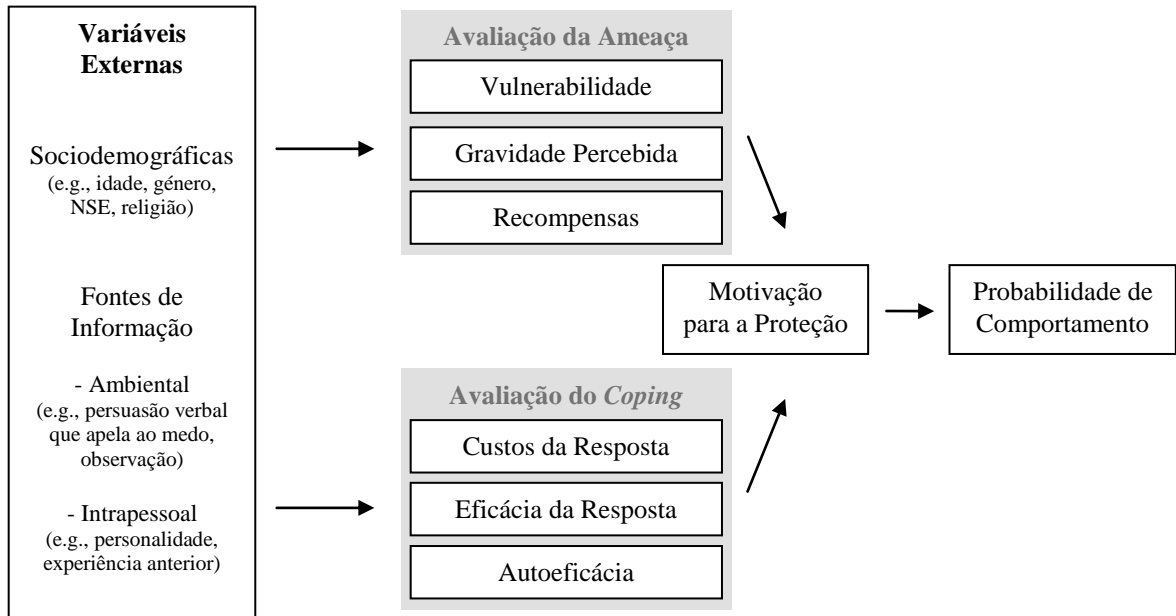 Variáveis
Externas
Sociodemográficas
(e.g., idade, género,
NSE, religião)
Fontes de
Informação
- Ambiental
(e.g., persuasão verbal
que apela ao medo,
observação)
- Intrapessoal
(e.g., personalidade,
experiência anterior)
Avaliação da Ameaça
Vulnerabilidade
Gravidade Percebida
Recompensas
Avaliação do Coping
Custos da Resposta
Eficácia da Resposta
Autoeficácia
Motivação
para a Proteção
Probabilidade de
Comportamento